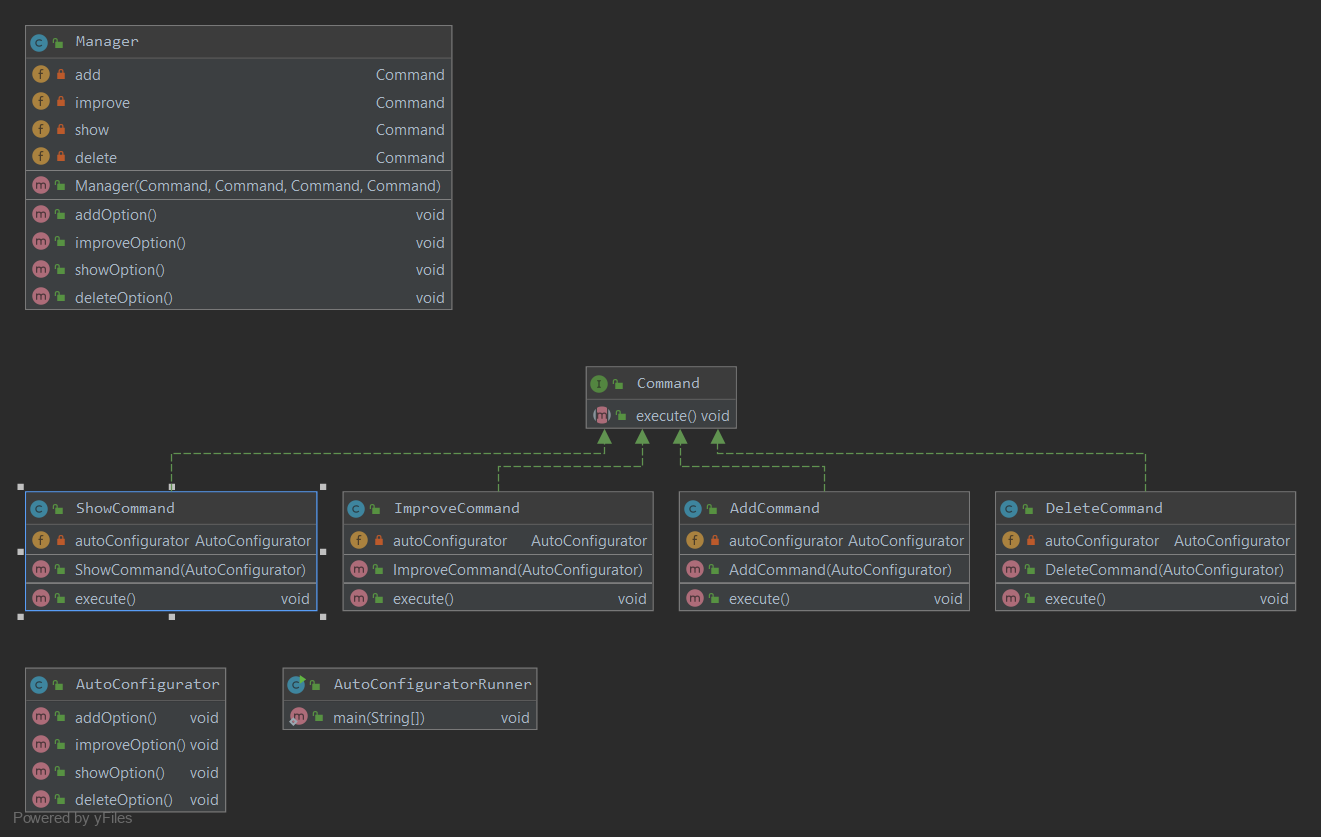 Manager
add Command
improve Command
show Command
delete Command
Manager(Command, Command, Command, Command)
addOption() void
improveOption() void
showOption() void
deleteOption() void
Command
execute() void
ShowCommand
autoConfigurator AutoConfigurator
ShowCommand(AutoConfigurator)
execute() void
ImproveCommand
autoConfigurator AutoConfigurator
ImproveCommand(AutoConfigurator)
execute() void
AddCommand
autoConfigurator AutoConfigurator
AddCommand(AutoConfigurator)
execute() void
DeleteCommand
autoConfigurator AutoConfigurator
DeleteCommand(AutoConfigurator)
execute() void
AutoConfigurator
addOption() void
improveOption() void
showOption() void
deleteOption() void
AutoConfiguratorRunner
main(String[]) void
Powered by yFiles